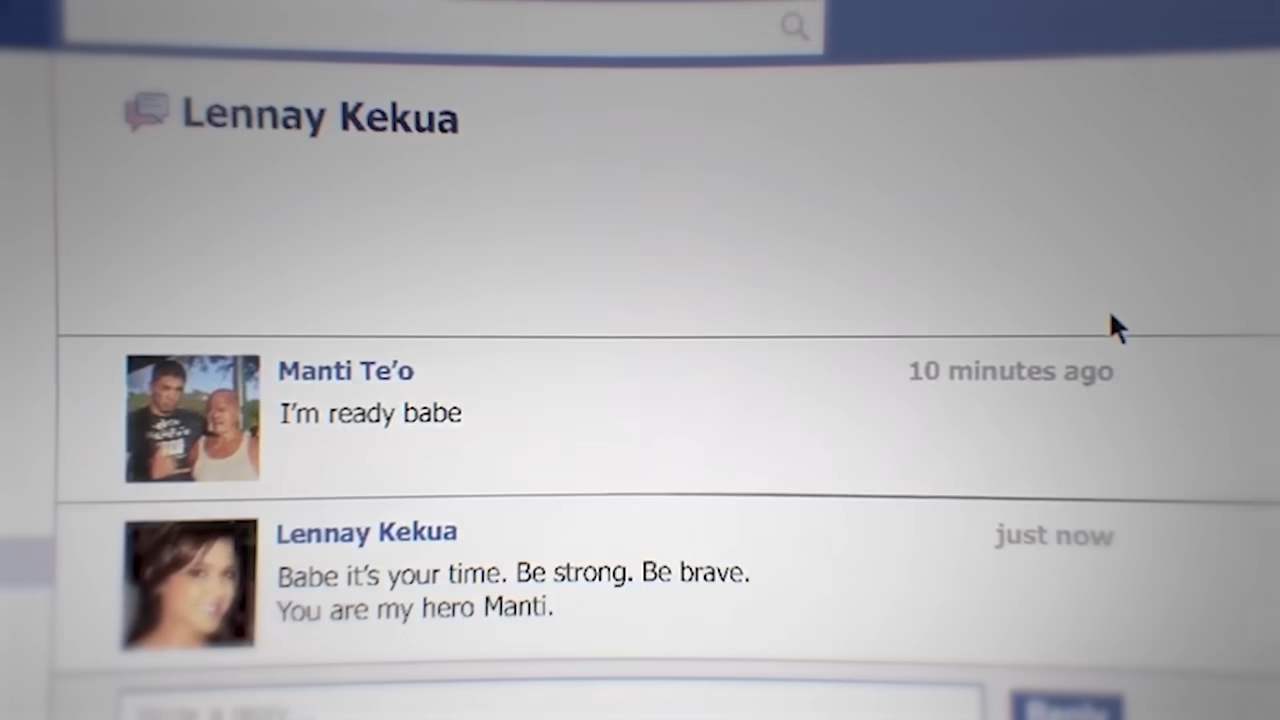 Lennay Kekua
Manti Te’o
10 minutes ago
I’m ready babe
Lennay Kekua
just now
Babe it’s your time. Be strong. Be brave.
You are my hero Manti.